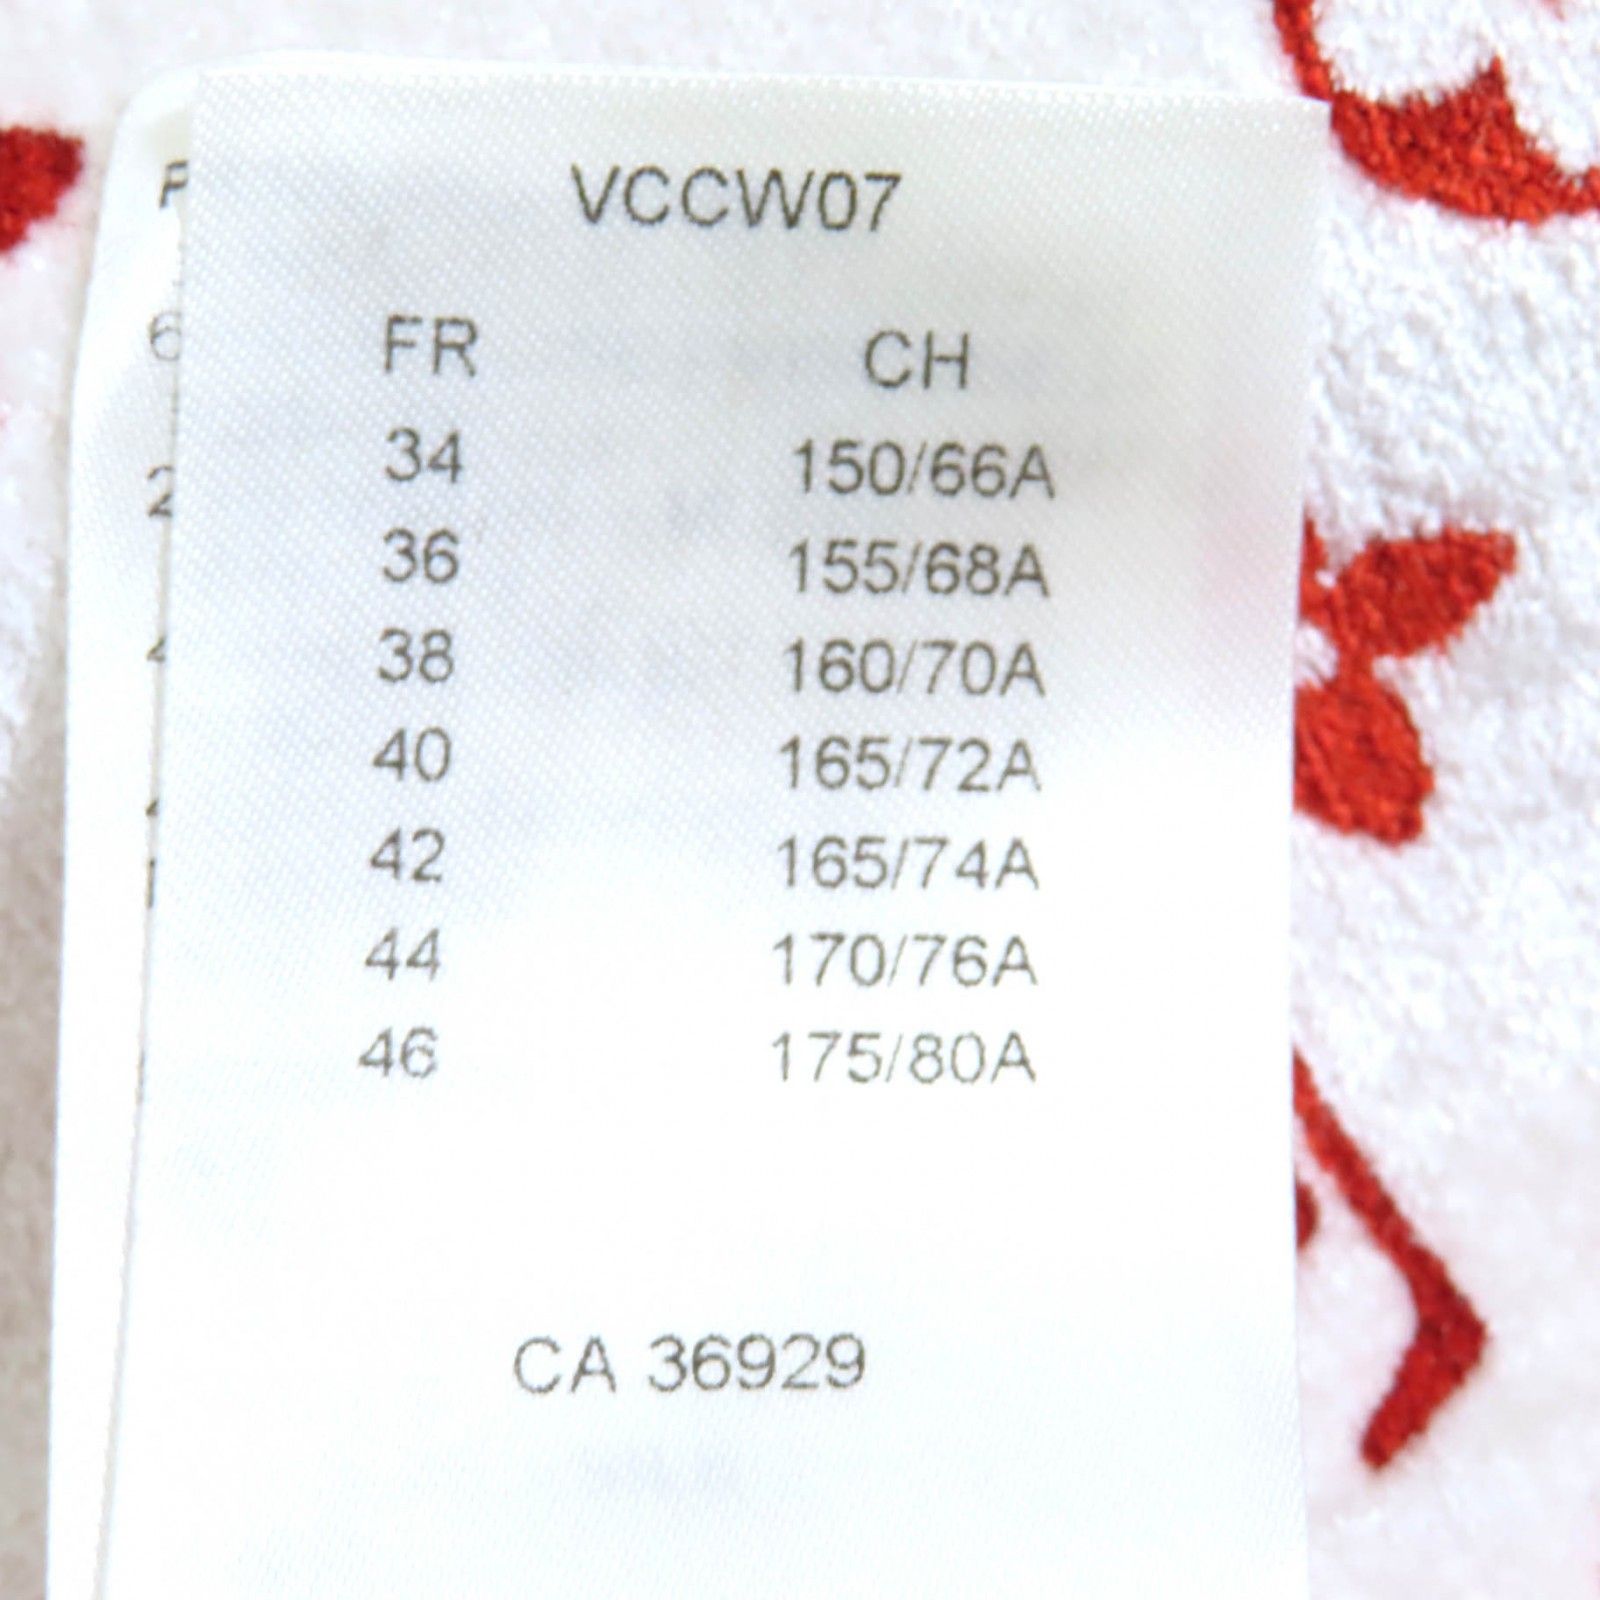 VCCW07
FR CH
34 150/66A
36 155/68A
38 160/70A
40 165/72A
42 165/74A
44 170/76A
46 175/80A
CA 36929